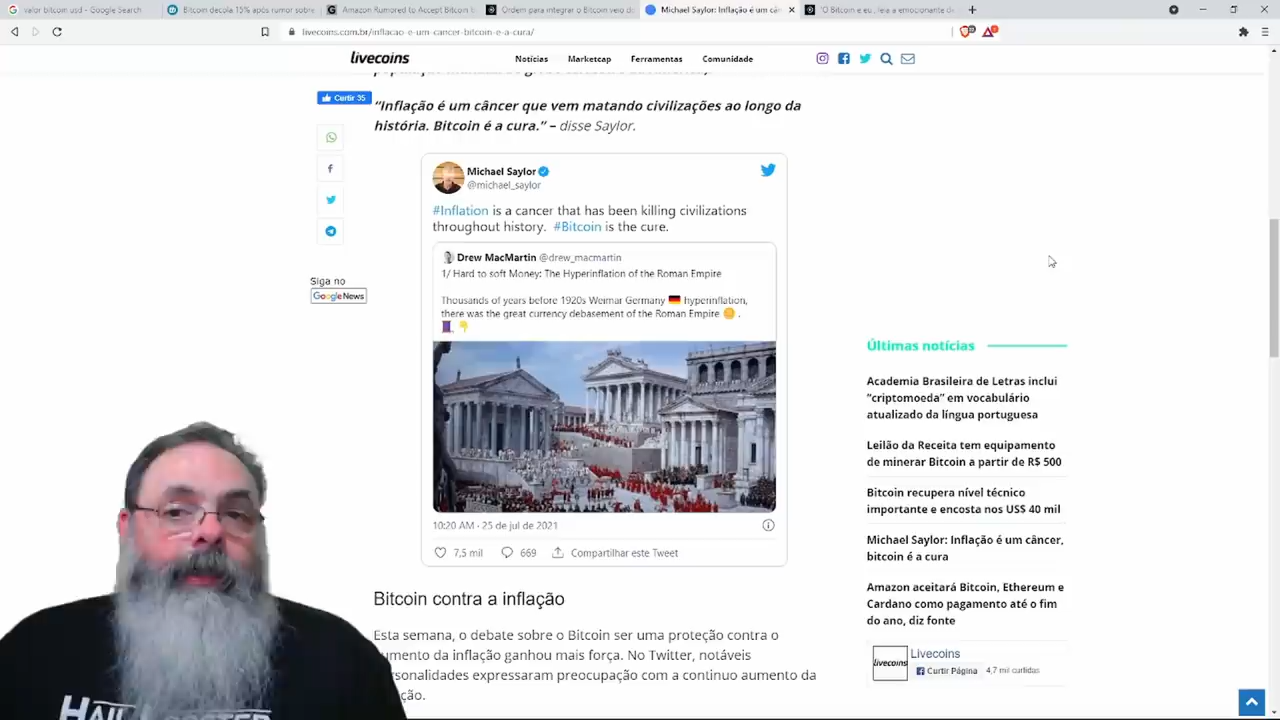 valor bitcoin usd - Google Search
Bitcoin decola 15% após rumor sobre
Amazon Rumored to Accept Bitcoin
Ordem para integrar o Bitcoin veio do
Michael Saylor: Inflação é um cân
"O Bitcoin e eu, leia a emocionante
livecoins.com.br/inflacao-e-um-cancer-bitcoin-e-a-cura/
livecoins
Notícias
Marketcap
Ferramentas
Comunidade
Curtir 35
"Inflação é um câncer que vem matando civilizações ao longo da
história. Bitcoin é a cura." – disse Saylor.
Michael Saylor
@michael_saylor
#Inflation is a cancer that has been killing civilizations
throughout history. #Bitcoin is the cure.
Drew MacMartin @drew_macmartin
1/ Hard to soft Money: The Hyperinflation of the Roman Empire
Thousands of years before 1920s Weimar Germany 🇩🇪 hyperinflation,
there was the great currency debasement of the Roman Empire 🪙 .
🧵 👇
10:20 AM · 25 de jul de 2021
7,5 mil
669
Compartilhar este Tweet
Siga no
Google News
Bitcoin contra a inflação
Esta semana, o debate sobre o Bitcoin ser uma proteção contra o
aumento da inflação ganhou mais força. No Twitter, notáveis
personalidades expressaram preocupação com a continuo aumento da
Últimas notícias
Academia Brasileira de Letras inclui
"criptomoeda" em vocabulário
atualizado da língua portuguesa
Leilão da Receita tem equipamento
de minerar Bitcoin a partir de R$ 500
Bitcoin recupera nível técnico
importante e encosta nos US$ 40 mil
Michael Saylor: Inflação é um câncer,
bitcoin é a cura
Amazon aceitará Bitcoin, Ethereum e
Cardano como pagamento até o fim
do ano, diz fonte
livecoins
Livecoins
Curtir Página
4,7 mil curtidas